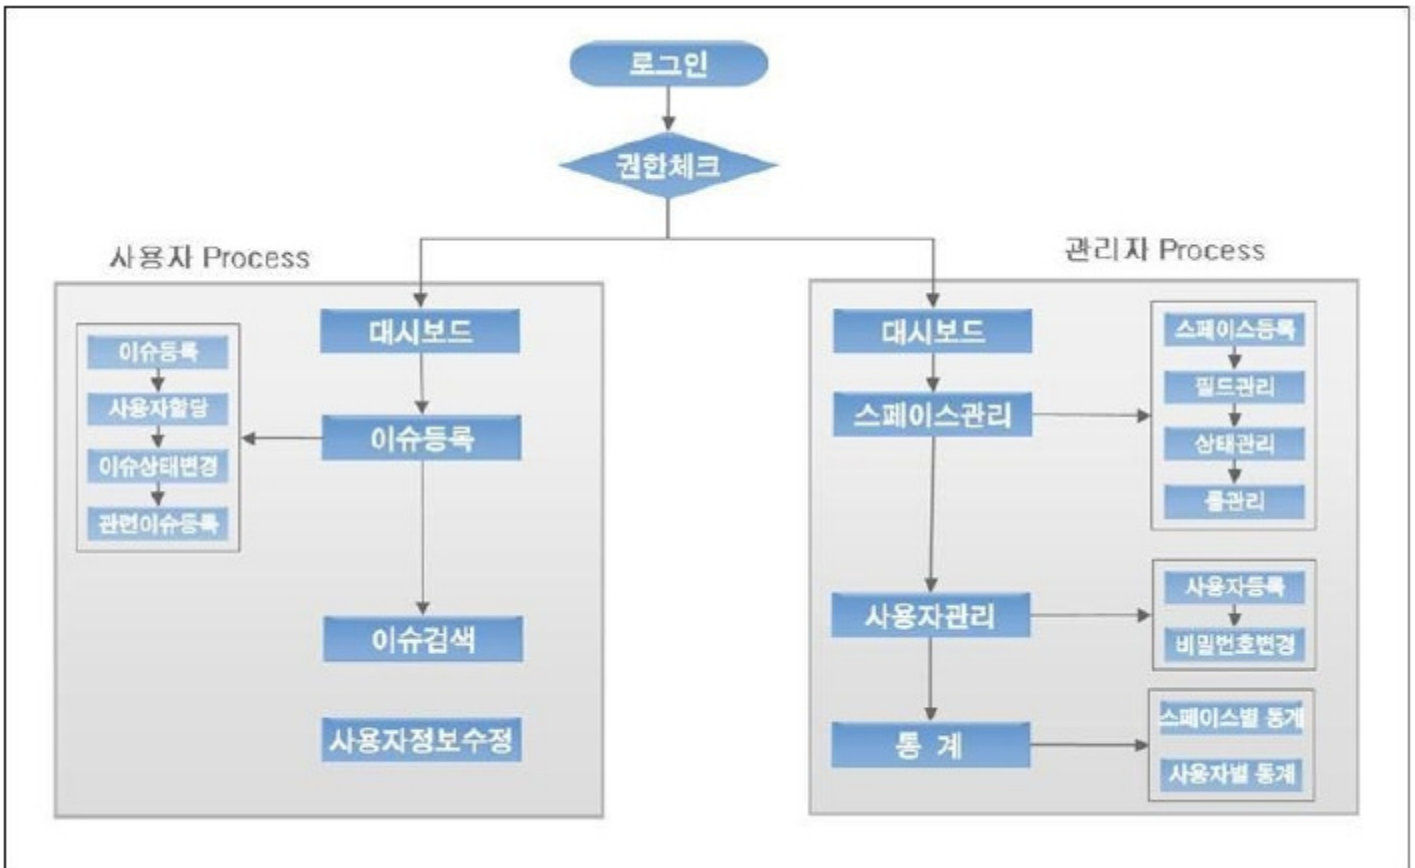 로그인
권한체크
사용자 Process
대시보드
이슈등록
이슈등록
사용자할당
이슈상태변경
관련이슈등록
이슈검색
사용자정보수정
관리자 Process
대시보드
스페이스관리
스페이스등록
필드관리
상태관리
룰관리
사용자관리
사용자등록
비밀번호변경
통 계
스페이스별 통계
사용자별 통계